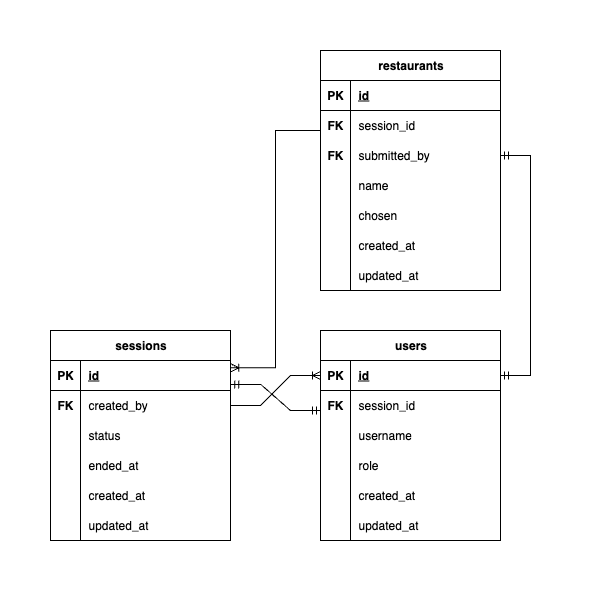 restaurants
PK id
FK session_id
FK submitted_by
name
chosen
created_at
updated_at
sessions
PK id
FK created_by
status
ended_at
created_at
updated_at
users
PK id
FK session_id
username
role
created_at
updated_at